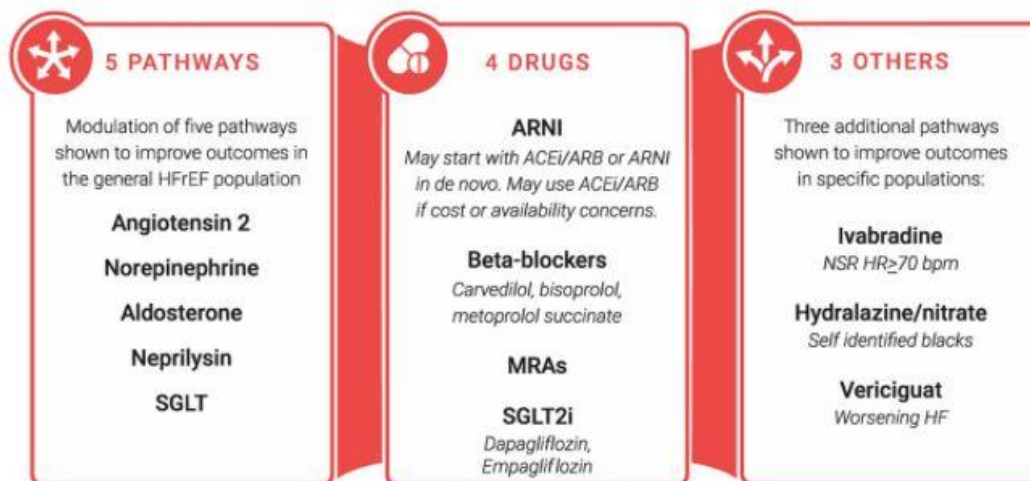 5 PATHWAYS
Modulation of five pathways
shown to improve outcomes in
the general HFrEF population
Angiotensin 2
Norepinephrine
Aldosterone
Neprilysin
SGLT
4 DRUGS
ARNI
May start with ACEi/ARB or ARNI
in de novo. May use ACEi/ARB
if cost or availability concerns.
Beta-blockers
Carvedilol, bisoprolol,
metoprolol succinate
MRAs
SGLT2i
Dapagliflozin,
Empagliflozin
3 OTHERS
Three additional pathways
shown to improve outcomes
in specific populations:
Ivabradine
NSR HR≥70 bpm
Hydralazine/nitrate
Self identified blacks
Vericiguat
Worsening HF